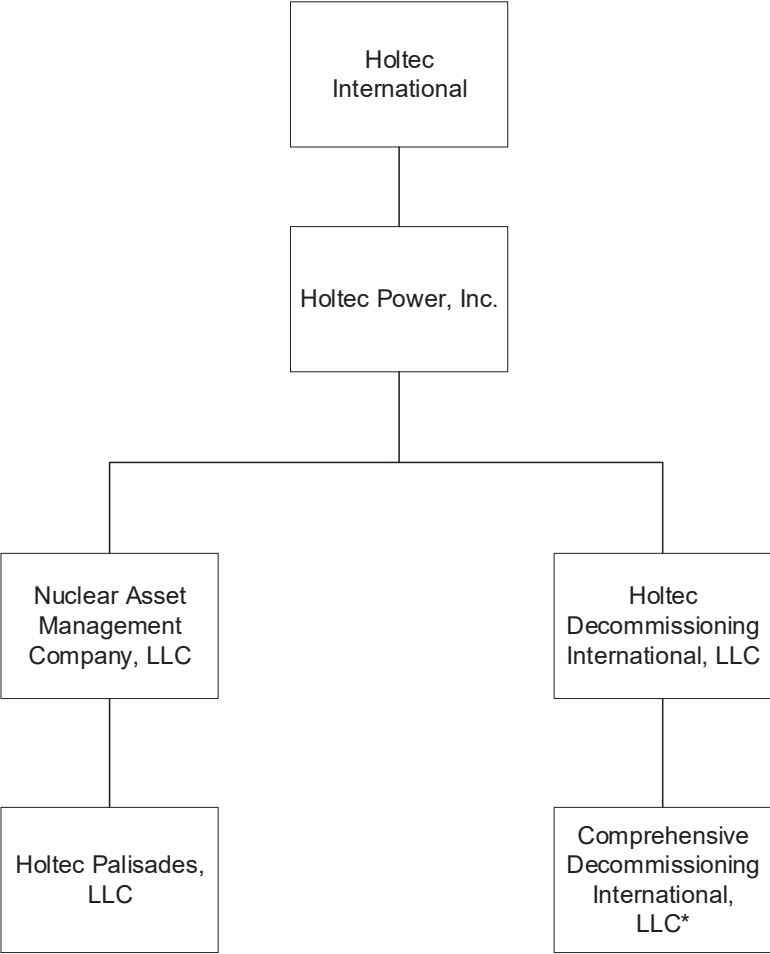 Holtec
International
Holtec Power, Inc.
Nuclear Asset
Management
Company, LLC
Holtec
Decommissioning
International, LLC
Holtec Palisades,
LLC
Comprehensive
Decommissioning
International,
LLC*